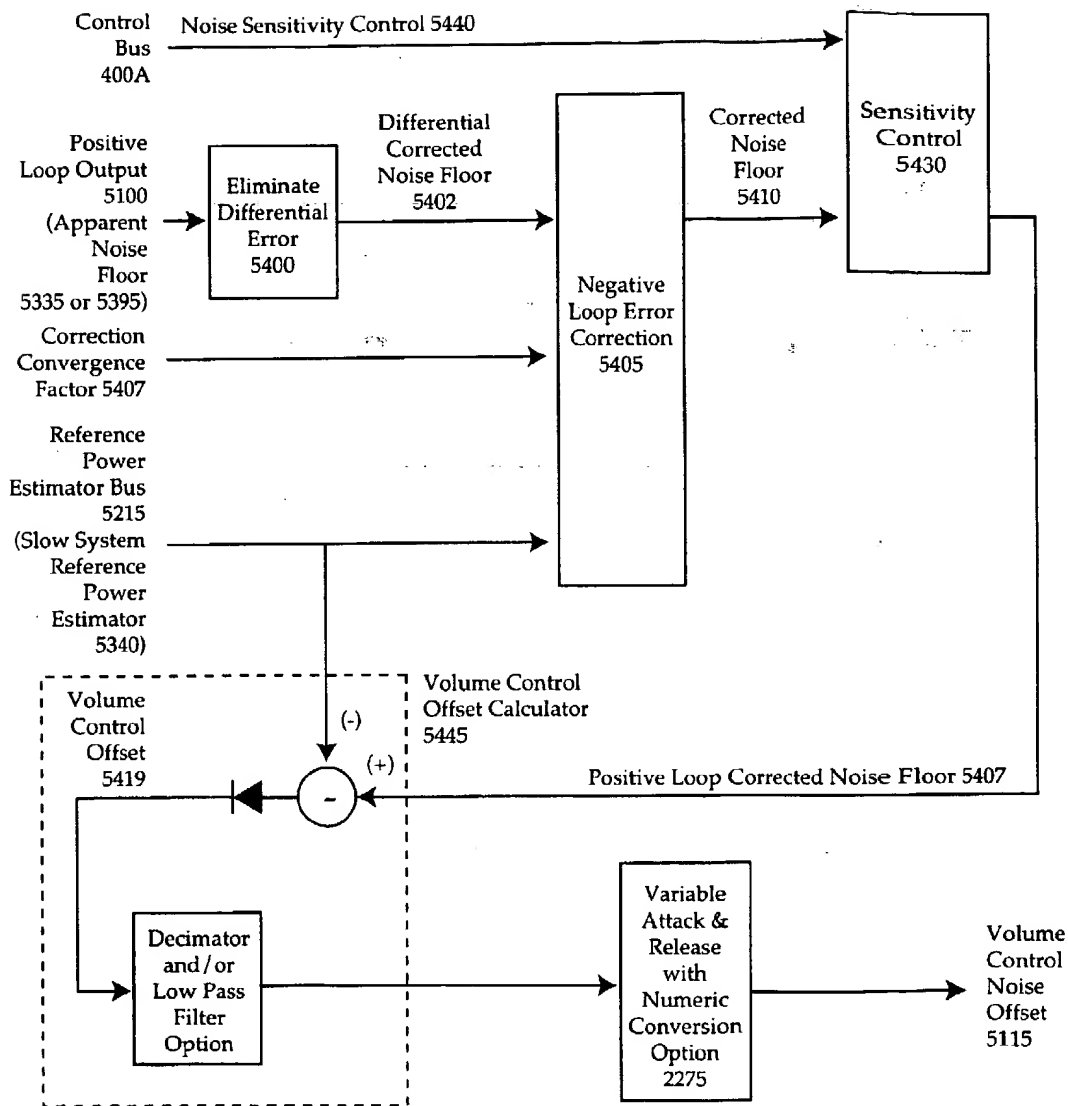 Control
Bus
400A
Noise Sensitivity Control 5440
Sensitivity
Control
5430
Positive
Loop Output
5100
(Apparent
Noise
Floor
5335 or 5395)
Eliminate
Differential
Error
5400
Differential
Corrected
Noise Floor
5402
Corrected
Noise
Floor
5410
Negative
Loop Error
Correction
5405
Correction
Convergence
Factor 5407
Reference
Power
Estimator Bus
5215
(Slow System
Reference
Power
Estimator
5340)
Volume
Control
Offset
5419
(-)
(+)
-
Volume Control
Offset Calculator
5445
Positive Loop Corrected Noise Floor 5407
Decimator
and/or
Low Pass
Filter
Option
Variable
Attack &
Release
with
Numeric
Conversion
Option
2275
Volume
Control
Noise
Offset
5115